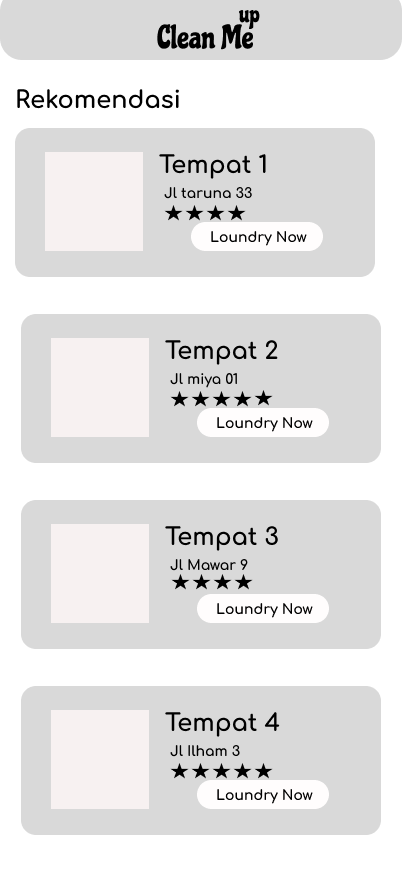 up
Clean Me
Rekomendasi
Tempat 1
Jl taruna 33
★★★★
Loundry Now
Tempat 2
Jl miya 01
★★★★★
Loundry Now
Tempat 3
Jl Mawar 9
★★★★
Loundry Now
Tempat 4
Jl Ilham 3
★★★★★
Loundry Now